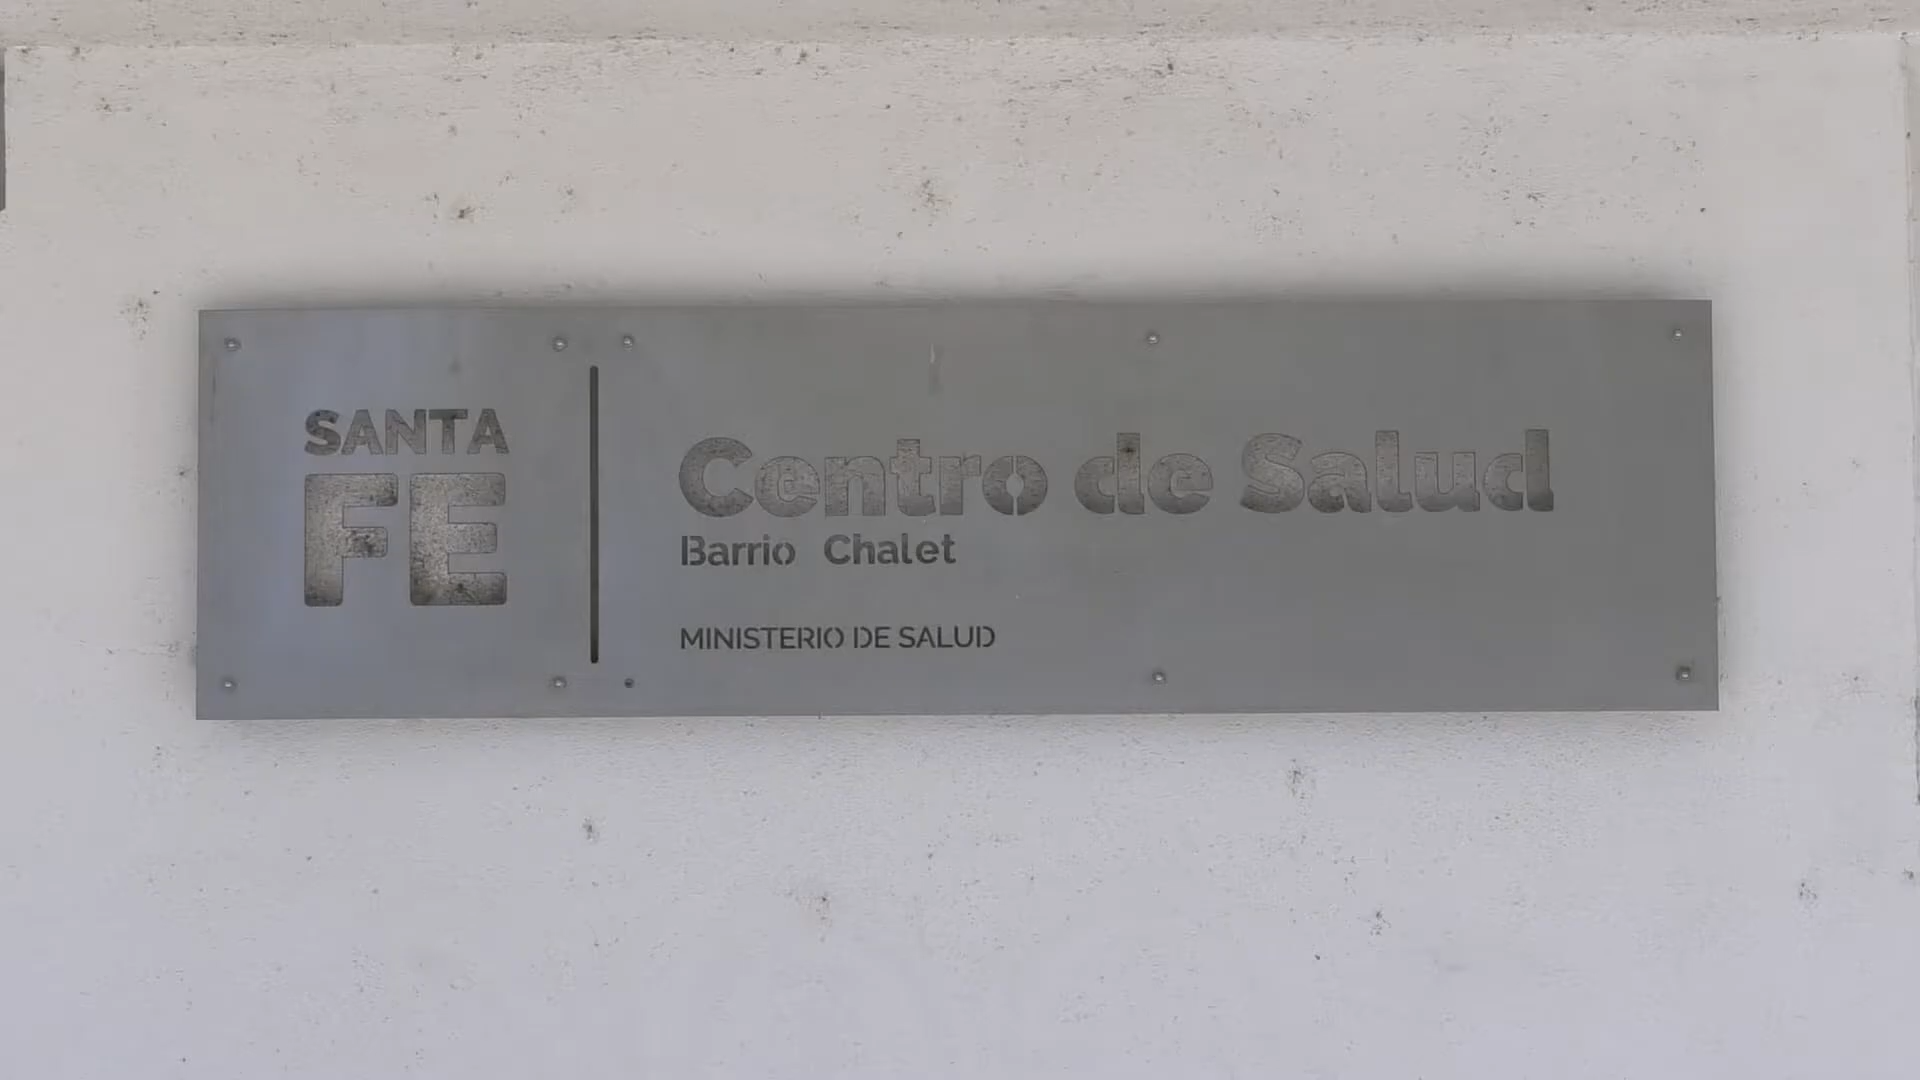 SANTA
FE
Centro de Salud
Barrio Chalet
MINISTERIO DE SALUD